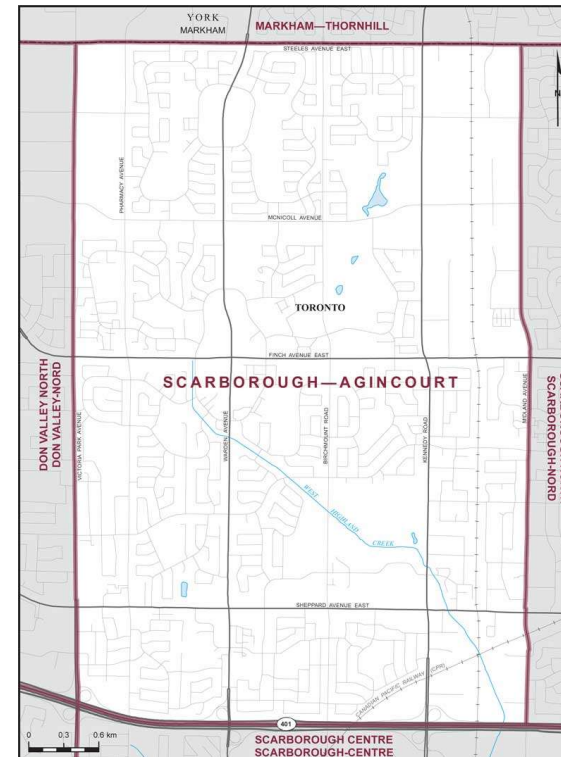 YORK
MARKHAM
MARKHAM—THORNHILL
STEELES AVENUE EAST
N
PHARMACY AVENUE
MCNICOLL AVENUE
TORONTO
FINCH AVENUE EAST
SCARBOROUGH—AGINCOURT
DON VALLEY NORTH
DON VALLEY-NORD
VICTORIA PARK AVENUE
WARDEN AVENUE
BIRCHMOUNT ROAD
KENNEDY ROAD
MIDLAND AVENUE
SCARBOROUGH-NORD
WEST HIGHLAND CREEK
SHEPPARD AVENUE EAST
CANADIAN PACIFIC RAILWAY (CPR)
401
0 0.3 0.6 km
SCARBOROUGH CENTRE
SCARBOROUGH-CENTRE